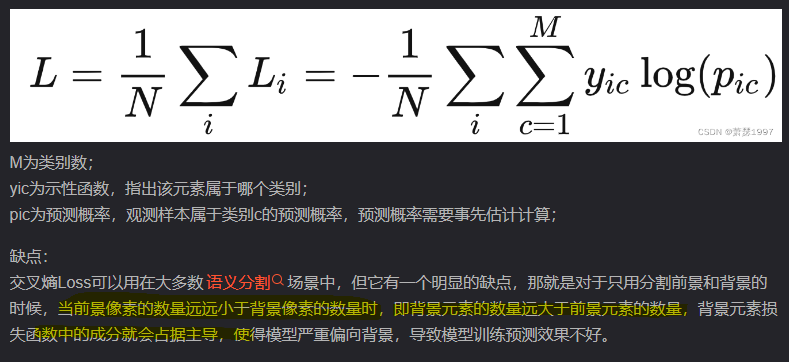 L = \frac{1}{N} \sum_{i} L_i = -\frac{1}{N} \sum_{i} \sum_{c=1}^{M} y_{ic} \log(p_{ic})
CSDN @萧瑟1997
M为类别数；
yic为示性函数，指出该元素属于哪个类别；
pic为预测概率，观测样本属于类别c的预测概率，预测概率需要事先估计计算；
缺点：
交叉熵Loss可以用在大多数语义分割场景中，但它有一个明显的缺点，那就是对于只用分割前景和背景的
时候，当前景像素的数量远远小于背景像素的数量时，即背景元素的数量远大于前景元素的数量，背景元素损
失函数中的成分就会占据主导，使得模型严重偏向背景，导致模型训练预测效果不好。